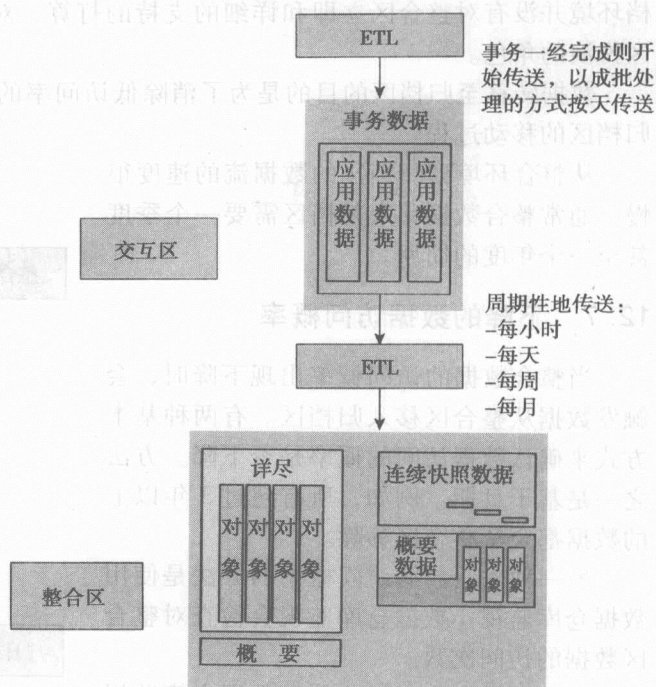 ETL
事务一经完成则开
始传送，以成批处
理的方式按天传送
事务数据
应用数据
应用数据
应用数据
交互区
周期性地传送：
–每小时
–每天
–每周
–每月
ETL
详尽
对象
对象
对象
对象
概 要
连续快照数据
概要
数据
对象
对象
对象
整合区